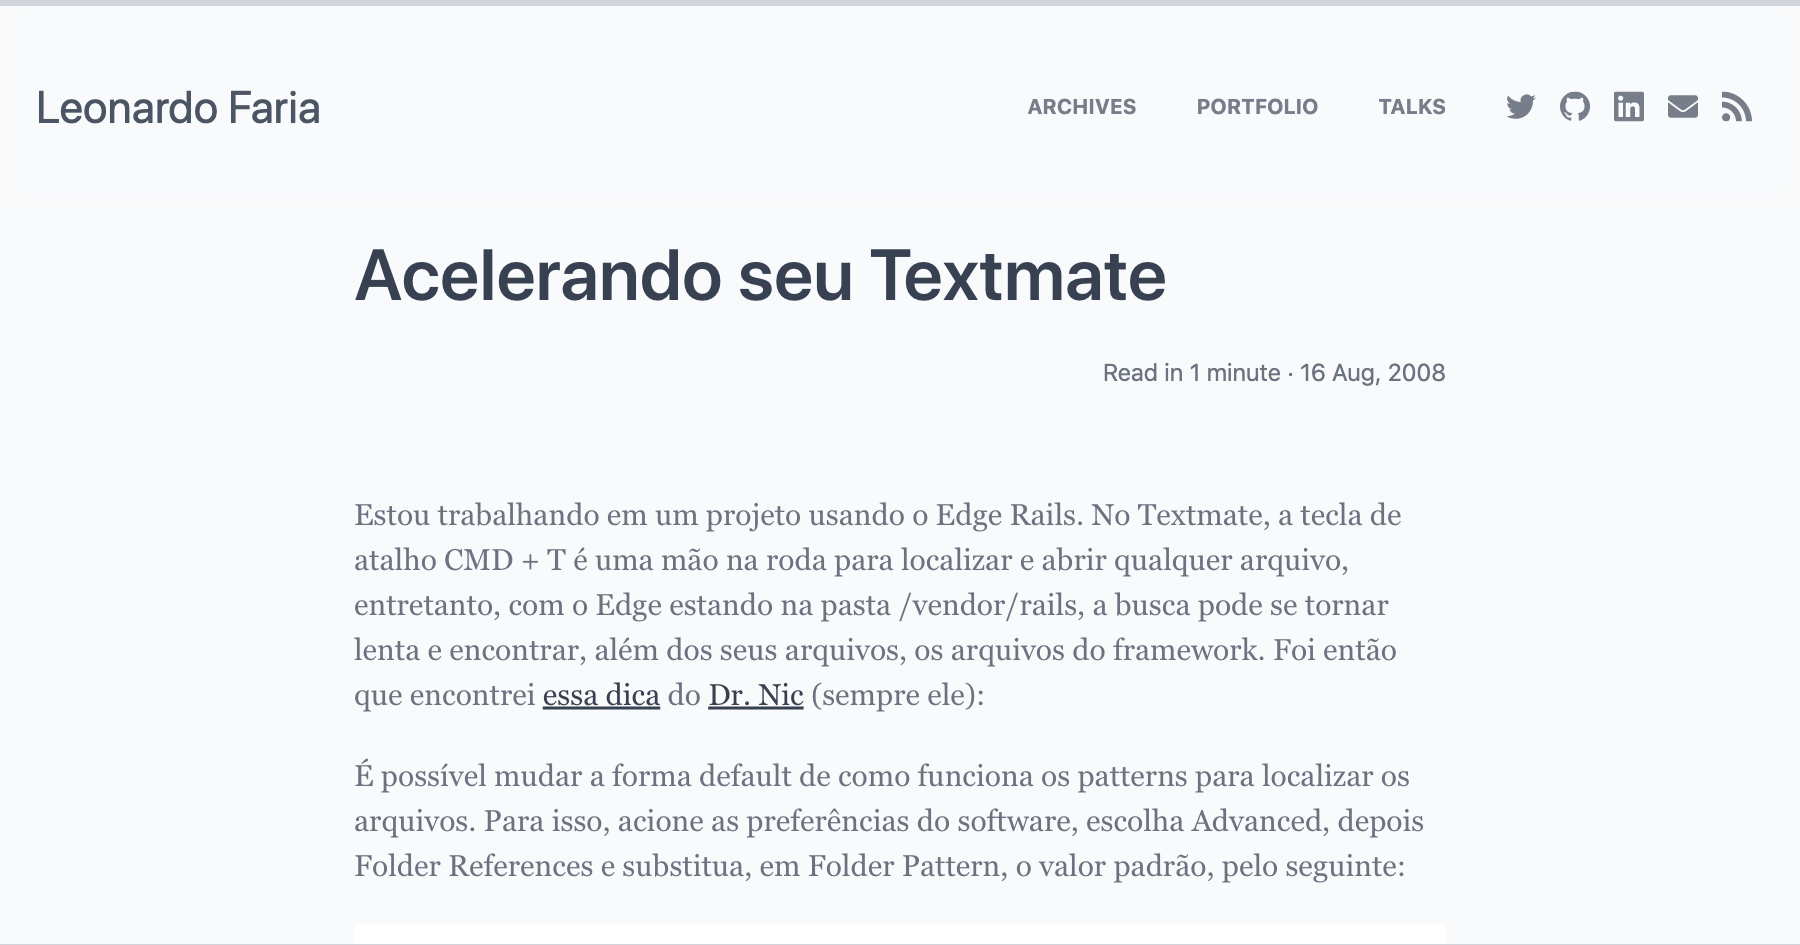 Leonardo Faria
ARCHIVES PORTFOLIO TALKS
Acelerando seu Textmate
Read in 1 minute · 16 Aug, 2008
Estou trabalhando em um projeto usando o Edge Rails. No Textmate, a tecla de
atalho CMD + T é uma mão na roda para localizar e abrir qualquer arquivo,
entretanto, com o Edge estando na pasta /vendor/rails, a busca pode se tornar
lenta e encontrar, além dos seus arquivos, os arquivos do framework. Foi então
que encontrei essa dica do Dr. Nic (sempre ele):
É possível mudar a forma default de como funciona os patterns para localizar os
arquivos. Para isso, acione as preferências do software, escolha Advanced, depois
Folder References e substitua, em Folder Pattern, o valor padrão, pelo seguinte: